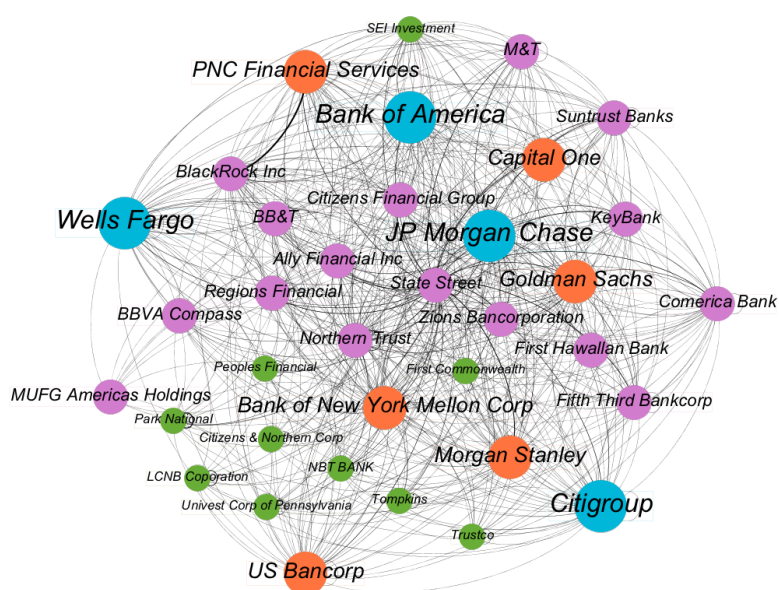 SEI Investment
M&T
PNC Financial Services
Bank of America
Suntrust Banks
Capital One
BlackRock Inc
Citizens Financial Group
Wells Fargo
BB&T
KeyBank
JP Morgan Chase
Ally Financial Inc
State Street
Goldman Sachs
Regions Financial
Comerica Bank
BBVA Compass
Zions Bancorporation
Northern Trust
First Hawallan Bank
Peoples Financial
First Commonwealth
MUFG Americas Holdings
Fifth Third Bankcorp
Bank of New York Mellon Corp
Park National
Citizens & Northern Corp
Morgan Stanley
NBT BANK
LCNB Coporation
Tompkins
Citigroup
Univest Corp of Pennsylvania
Trustco
US Bancorp